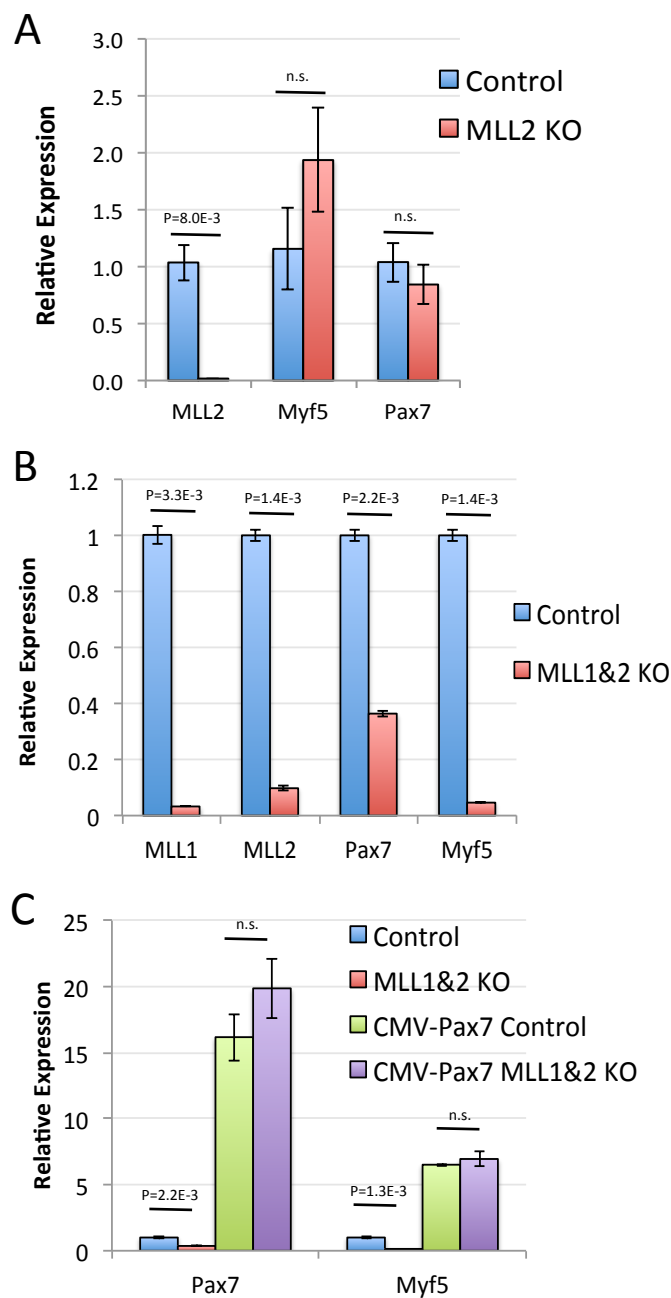 A
3.0
2.5
2.0
1.5
1.0
0.5
0.0
Relative Expression
P=8.0E-3
n.s.
n.s.
Control
MLL2 KO
MLL2 Myf5 Pax7
B
1.2
1
0.8
0.6
0.4
0.2
0
Relative Expression
P=3.3E-3 P=1.4E-3 P=2.2E-3 P=1.4E-3
Control
MLL1&2 KO
MLL1 MLL2 Pax7 Myf5
C
25
20
15
10
5
0
Relative Expression
n.s.
P=2.2E-3
n.s.
P=1.3E-3
Control
MLL1&2 KO
CMV-Pax7 Control
CMV-Pax7 MLL1&2 KO
Pax7 Myf5